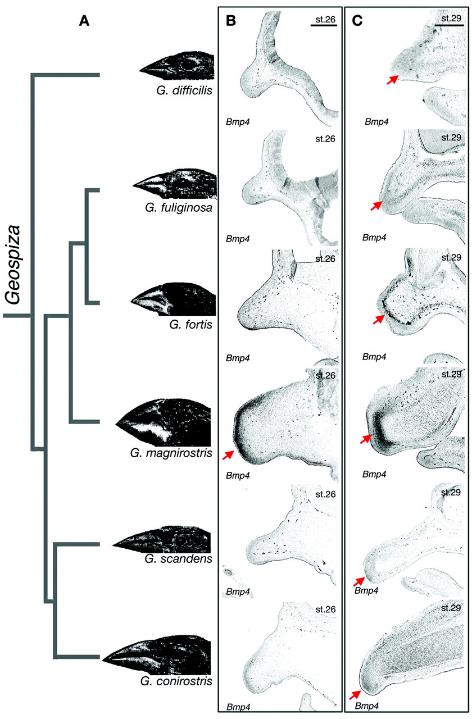 A
B
C
Geospiza
G. difficilis
st.26
Bmp4
st.29
Bmp4
G. fuliginosa
st.26
Bmp4
st.29
Bmp4
G. fortis
st.26
Bmp4
st.29
Bmp4
G. magnirostris
st.26
Bmp4
st.29
Bmp4
G. scandens
st.26
Bmp4
st.29
Bmp4
G. conirostris
st.26
Bmp4
st.29
Bmp4